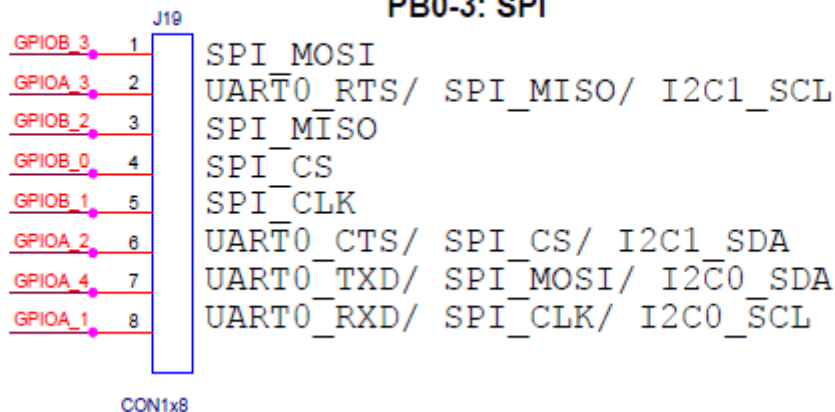 PB0-3: SPI
J19
GPIOB_3 1 SPI_MOSI
GPIOA_3 2 UART0_RTS/ SPI_MISO/ I2C1_SCL
GPIOB_2 3 SPI_MISO
GPIOB_0 4 SPI_CS
GPIOB_1 5 SPI_CLK
GPIOA_2 6 UART0_CTS/ SPI_CS/ I2C1_SDA
GPIOA_4 7 UART0_TXD/ SPI_MOSI/ I2C0_SDA
GPIOA_1 8 UART0_RXD/ SPI_CLK/ I2C0_SCL
CON1x8